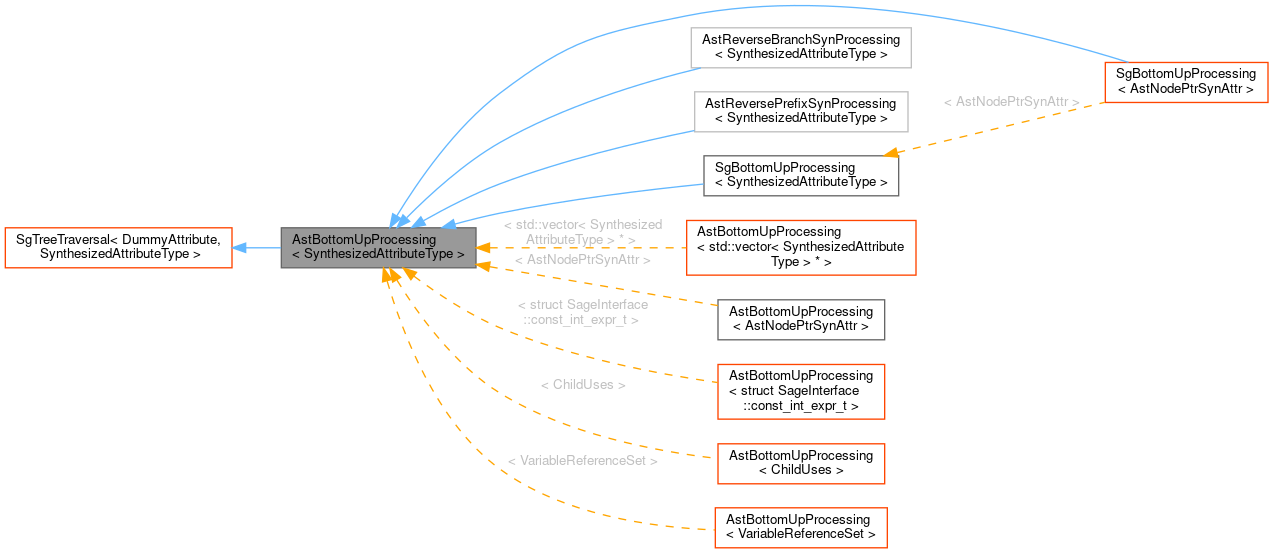 AstReverseBranchSynProcessing
< SynthesizedAttributeType >
SgBottomUpProcessing
< AstNodePtrSynAttr >
AstReversePrefixSynProcessing
< SynthesizedAttributeType >
< AstNodePtrSynAttr >
SgBottomUpProcessing
< SynthesizedAttributeType >
SgTreeTraversal< DummyAttribute,
SynthesizedAttributeType >
AstBottomUpProcessing
< SynthesizedAttributeType >
< std::vector< Synthesized
AttributeType > * >
AstBottomUpProcessing
< std::vector< SynthesizedAttribute
Type > * >
< AstNodePtrSynAttr >
AstBottomUpProcessing
< AstNodePtrSynAttr >
< struct SageInterface
::const_int_expr_t >
AstBottomUpProcessing
< struct SageInterface
::const_int_expr_t >
< ChildUses >
AstBottomUpProcessing
< ChildUses >
< VariableReferenceSet >
AstBottomUpProcessing
< VariableReferenceSet >